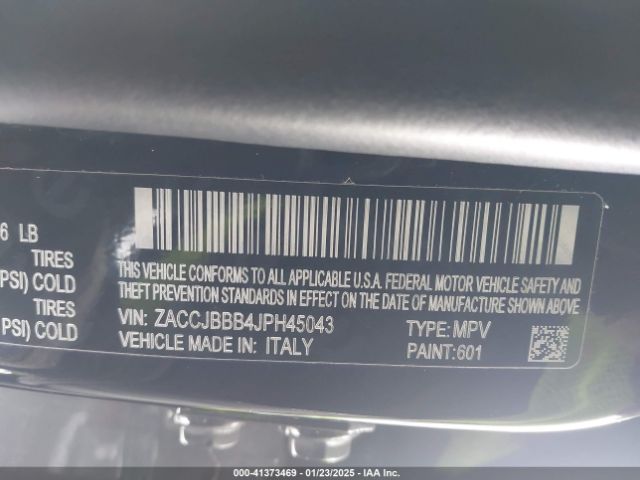 6 LB
TIRES
PSI) COLD
TIRES
PSI) COLD
THIS VEHICLE CONFORMS TO ALL APPLICABLE U.S.A. FEDERAL MOTOR VEHICLE SAFETY AND
THEFT PREVENTION STANDARDS IN EFFECT ON THE DATE OF MANUFACTURE SHOWN ABOVE
VIN: ZACCJBBB4JPH45043 TYPE: MPV
VEHICLE MADE IN: ITALY PAINT:601
000-41373469 - 01/23/2025 - IAA Inc.